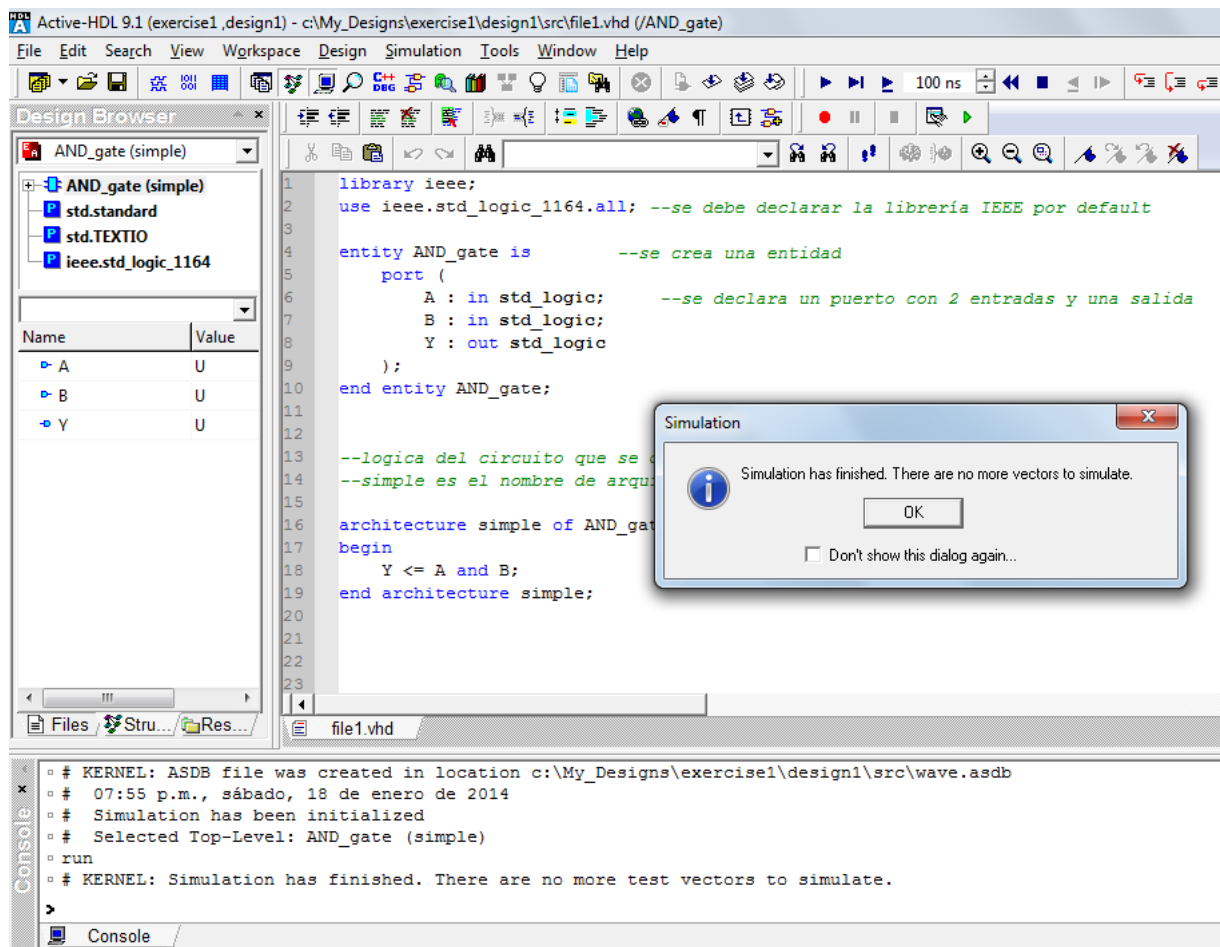 Active-HDL 9.1 (exercise1 ,design1) - c:\My_Designs\exercise1\design1\src\file1.vhd (/AND_gate)
File Edit Search View Workspace Design Simulation Tools Window Help
100 ns
Design Browser
AND_gate (simple)
AND_gate (simple)
std.standard
std.TEXTIO
ieee.std_logic_1164
Name Value
A U
B U
Y U
Files Stru... Res...
1 library ieee;
2 use ieee.std_logic_1164.all; --se debe declarar la librería IEEE por default
3
4 entity AND_gate is --se crea una entidad
5 port (
6 A : in std_logic; --se declara un puerto con 2 entradas y una salida
7 B : in std_logic;
8 Y : out std_logic
9 );
10 end entity AND_gate;
11
12
13 --logica del circuito que se
14 --simple es el nombre de arqu
15
16 architecture simple of AND_gat
17 begin
18 Y <= A and B;
19 end architecture simple;
20
21
22
23
file1.vhd
Simulation
Simulation has finished. There are no more vectors to simulate.
OK
Don't show this dialog again...
# KERNEL: ASDB file was created in location c:\My_Designs\exercise1\design1\src\wave.asdb
# 07:55 p.m., sábado, 18 de enero de 2014
# Simulation has been initialized
# Selected Top-Level: AND_gate (simple)
run
# KERNEL: Simulation has finished. There are no more test vectors to simulate.
>
Console
Console